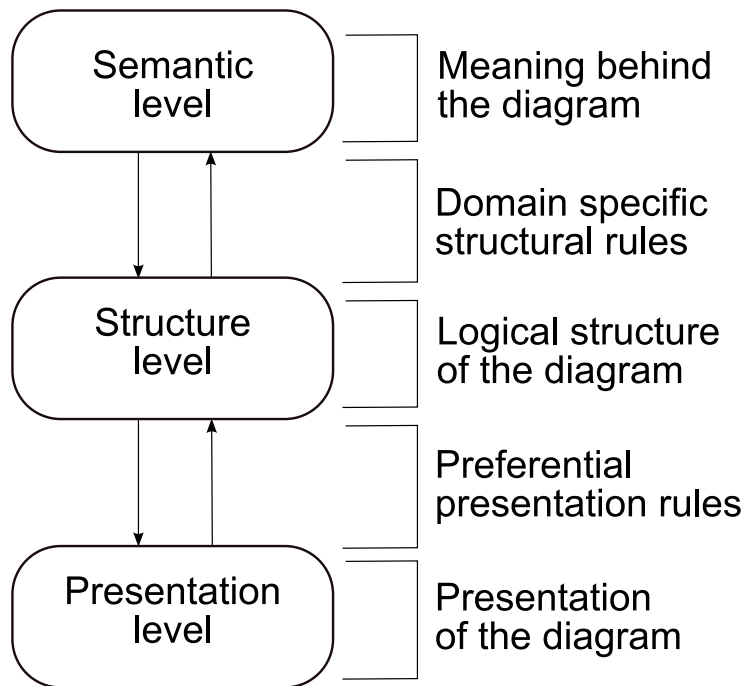 Semantic
level
Meaning behind
the diagram
Domain specific
structural rules
Structure
level
Logical structure
of the diagram
Preferential
presentation rules
Presentation
level
Presentation
of the diagram